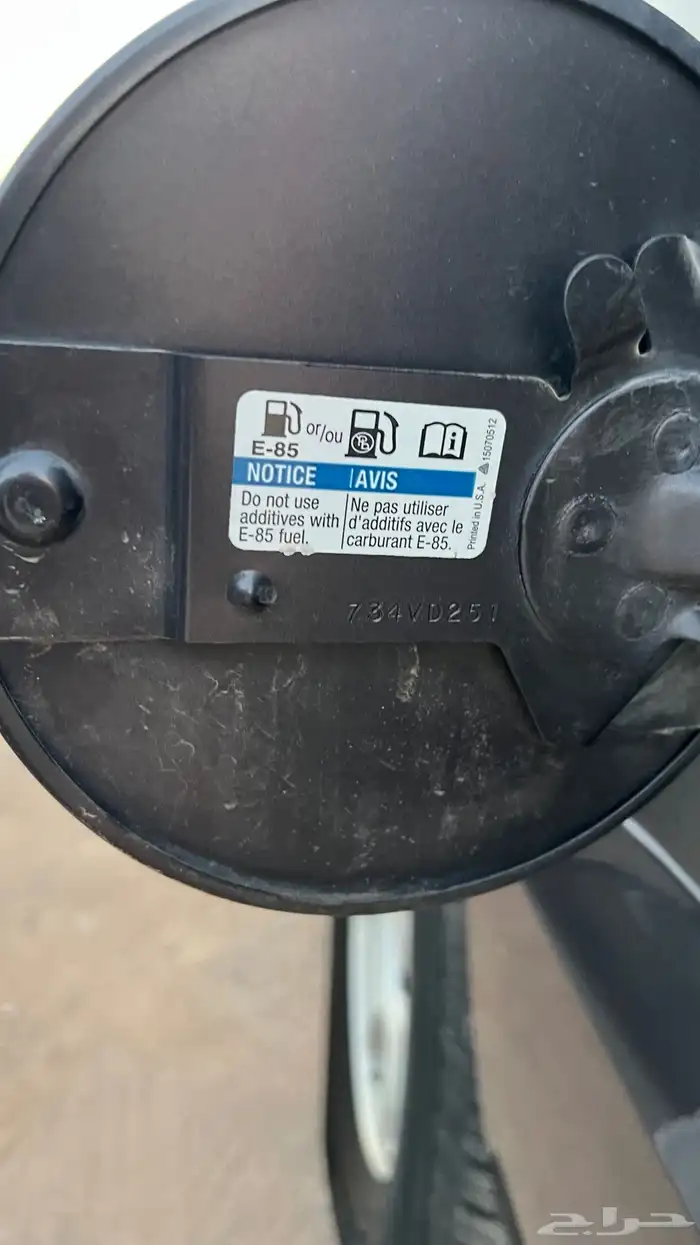 or/ou
E-85
NOTICE AVIS
Do not use
additives with
E-85 fuel.
Ne pas utiliser
d'additifs avec le
carburant E-85.
Printed in U.S.A. 15070512
734VD251
حراج